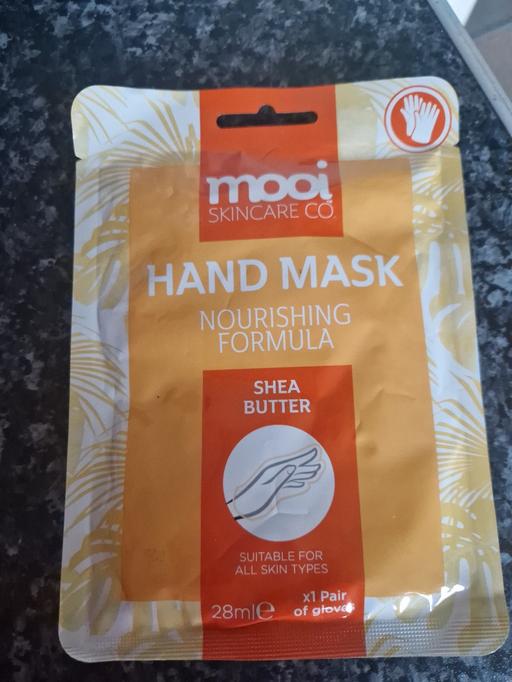 mooi
SKINCARE CO.
HAND MASK
NOURISHING
FORMULA
SHEA
BUTTER
SUITABLE FOR
ALL SKIN TYPES
28ml℮
x1 Pair
of gloves